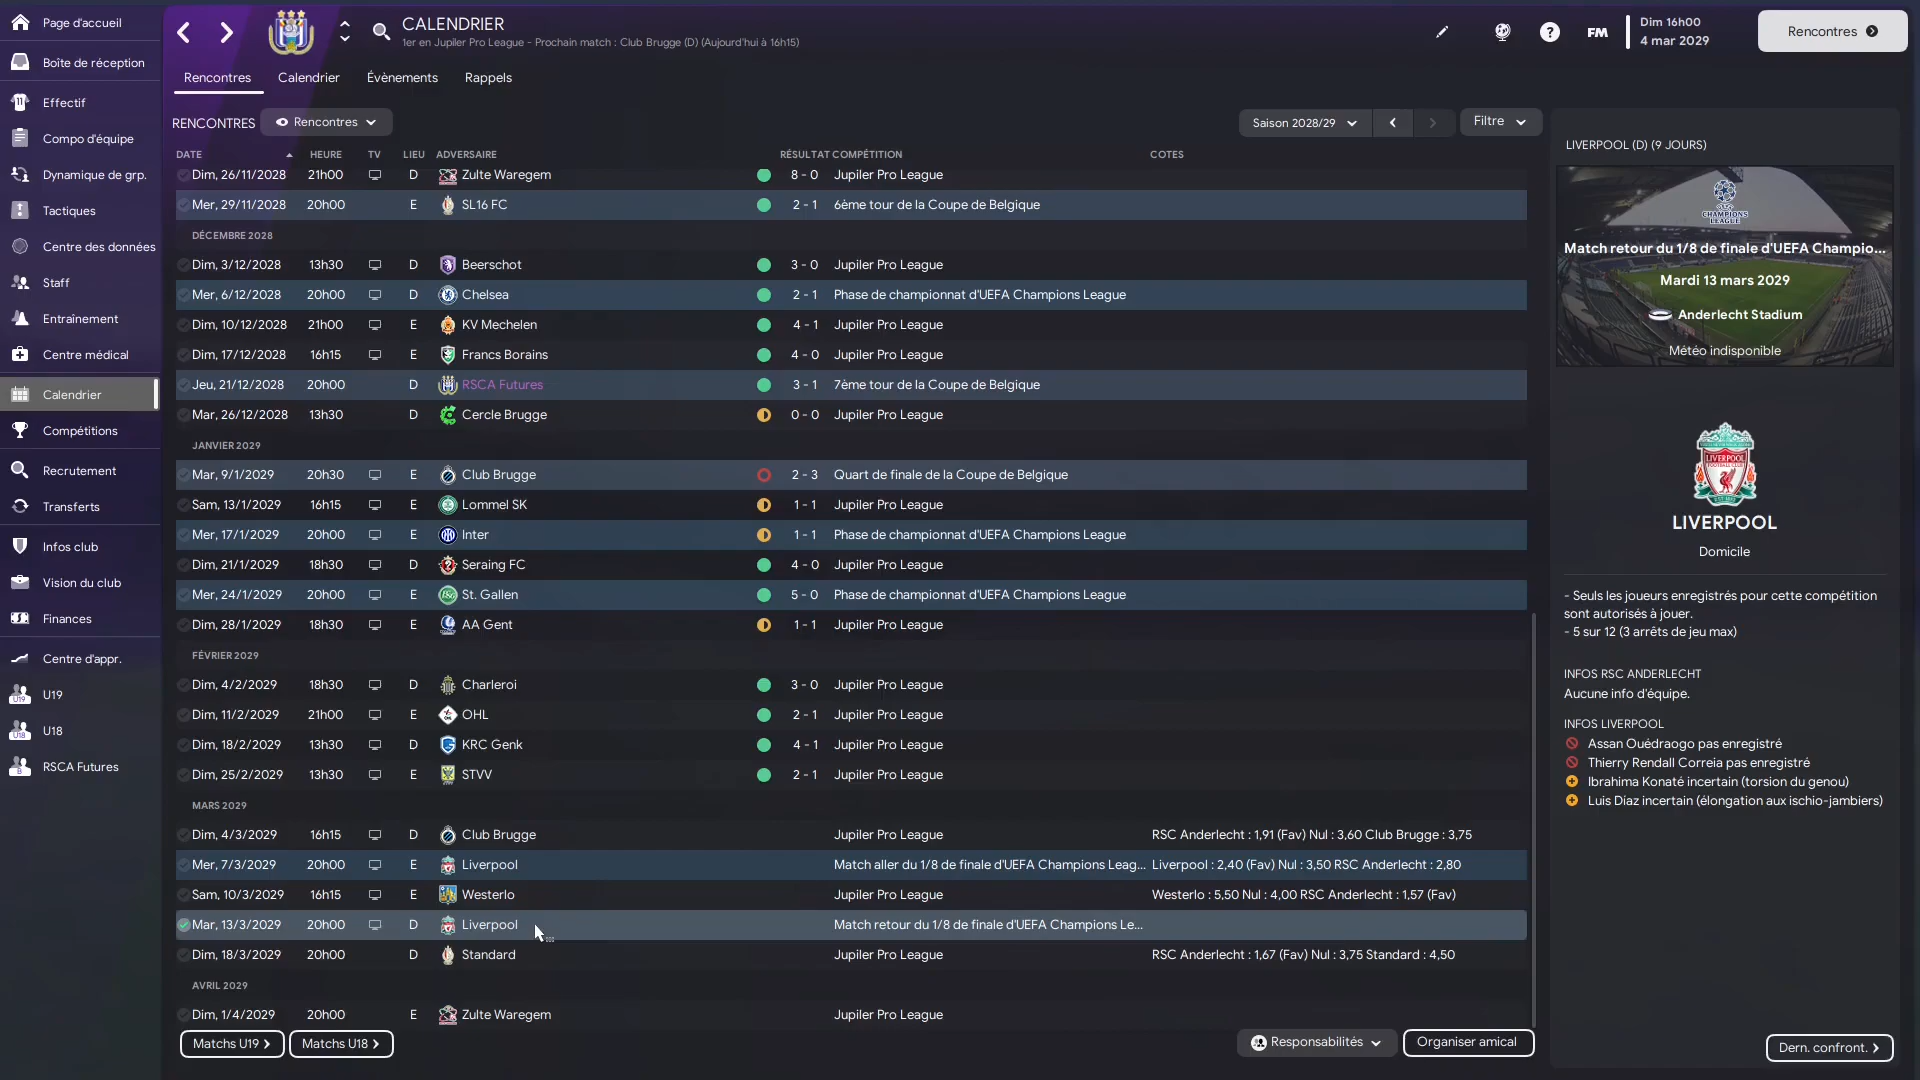 Page d'accueil
Boîte de réception
Effectif
Compo d'équipe
Dynamique de grp.
Tactiques
Centre des données
Staff
Entraînement
Centre médical
Calendrier
Compétitions
Recrutement
Transferts
Infos club
Vision du club
Finances
Centre d'appr.
U19
U18
RSCA Futures
CALENDRIER
1er en Jupiler Pro League - Prochain match : Club Brugge (D) (Aujourd'hui à 16h15)
FM
Dim 16h00
4 mar 2029
Rencontres
Rencontres Calendrier Évènements Rappels
RENCONTRES Rencontres Saison 2028/29 Filtre
DATE HEURE TV LIEU ADVERSAIRE RÉSULTAT COMPÉTITION COTES
Dim, 26/11/2028 21h00 D Zulte Waregem 8 - 0 Jupiler Pro League
Mer, 29/11/2028 20h00 E SL16 FC 2 - 1 6ème tour de la Coupe de Belgique
DÉCEMBRE 2028
Dim, 3/12/2028 13h30 D Beerschot 3 - 0 Jupiler Pro League
Mer, 6/12/2028 20h00 D Chelsea 2 - 1 Phase de championnat d'UEFA Champions League
Dim, 10/12/2028 21h00 E KV Mechelen 4 - 1 Jupiler Pro League
Dim, 17/12/2028 16h15 E Francs Borains 4 - 0 Jupiler Pro League
Jeu, 21/12/2028 20h00 D RSCA Futures 3 - 1 7ème tour de la Coupe de Belgique
Mar, 26/12/2028 13h30 D Cercle Brugge 0 - 0 Jupiler Pro League
JANVIER 2029
Mar, 9/1/2029 20h30 E Club Brugge 2 - 3 Quart de finale de la Coupe de Belgique
Sam, 13/1/2029 16h15 E Lommel SK 1 - 1 Jupiler Pro League
Mer, 17/1/2029 20h00 E Inter 1 - 1 Phase de championnat d'UEFA Champions League
Dim, 21/1/2029 18h30 D Seraing FC 4 - 0 Jupiler Pro League
Mer, 24/1/2029 20h00 E St. Gallen 5 - 0 Phase de championnat d'UEFA Champions League
Dim, 28/1/2029 18h30 E AA Gent 1 - 1 Jupiler Pro League
FÉVRIER 2029
Dim, 4/2/2029 18h30 D Charleroi 3 - 0 Jupiler Pro League
Dim, 11/2/2029 21h00 E OHL 2 - 1 Jupiler Pro League
Dim, 18/2/2029 13h30 D KRC Genk 4 - 1 Jupiler Pro League
Dim, 25/2/2029 13h30 E STVV 2 - 1 Jupiler Pro League
MARS 2029
Dim, 4/3/2029 16h15 D Club Brugge Jupiler Pro League RSC Anderlecht : 1,91 (Fav) Nul : 3,60 Club Brugge : 3,75
Mer, 7/3/2029 20h00 E Liverpool Match aller du 1/8 de finale d'UEFA Champions Leag... Liverpool : 2,40 (Fav) Nul : 3,50 RSC Anderlecht : 2,80
Sam, 10/3/2029 16h15 E Westerlo Jupiler Pro League Westerlo : 5,50 Nul : 4,00 RSC Anderlecht : 1,57 (Fav)
Mar, 13/3/2029 20h00 D Liverpool Match retour du 1/8 de finale d'UEFA Champions Le...
Dim, 18/3/2029 20h00 D Standard Jupiler Pro League RSC Anderlecht : 1,67 (Fav) Nul : 3,75 Standard : 4,50
AVRIL 2029
Dim, 1/4/2029 20h00 E Zulte Waregem Jupiler Pro League
Matchs U19 Matchs U18 Responsabilités Organiser amical
LIVERPOOL (D) (9 JOURS)
UEFA
CHAMPIONS
LEAGUE
Match retour du 1/8 de finale d'UEFA Champio...
Mardi 13 mars 2029
Anderlecht Stadium
Météo indisponible
LIVERPOOL
LIVERPOOL
Domicile
- Seuls les joueurs enregistrés pour cette compétition
sont autorisés à jouer.
- 5 sur 12 (3 arrêts de jeu max)
INFOS RSC ANDERLECHT
Aucune info d'équipe.
INFOS LIVERPOOL
Assan Ouédraogo pas enregistré
Thierry Rendall Correia pas enregistré
Ibrahima Konaté incertain (torsion du genou)
Luis Díaz incertain (élongation aux ischio-jambiers)
Dern. confront.